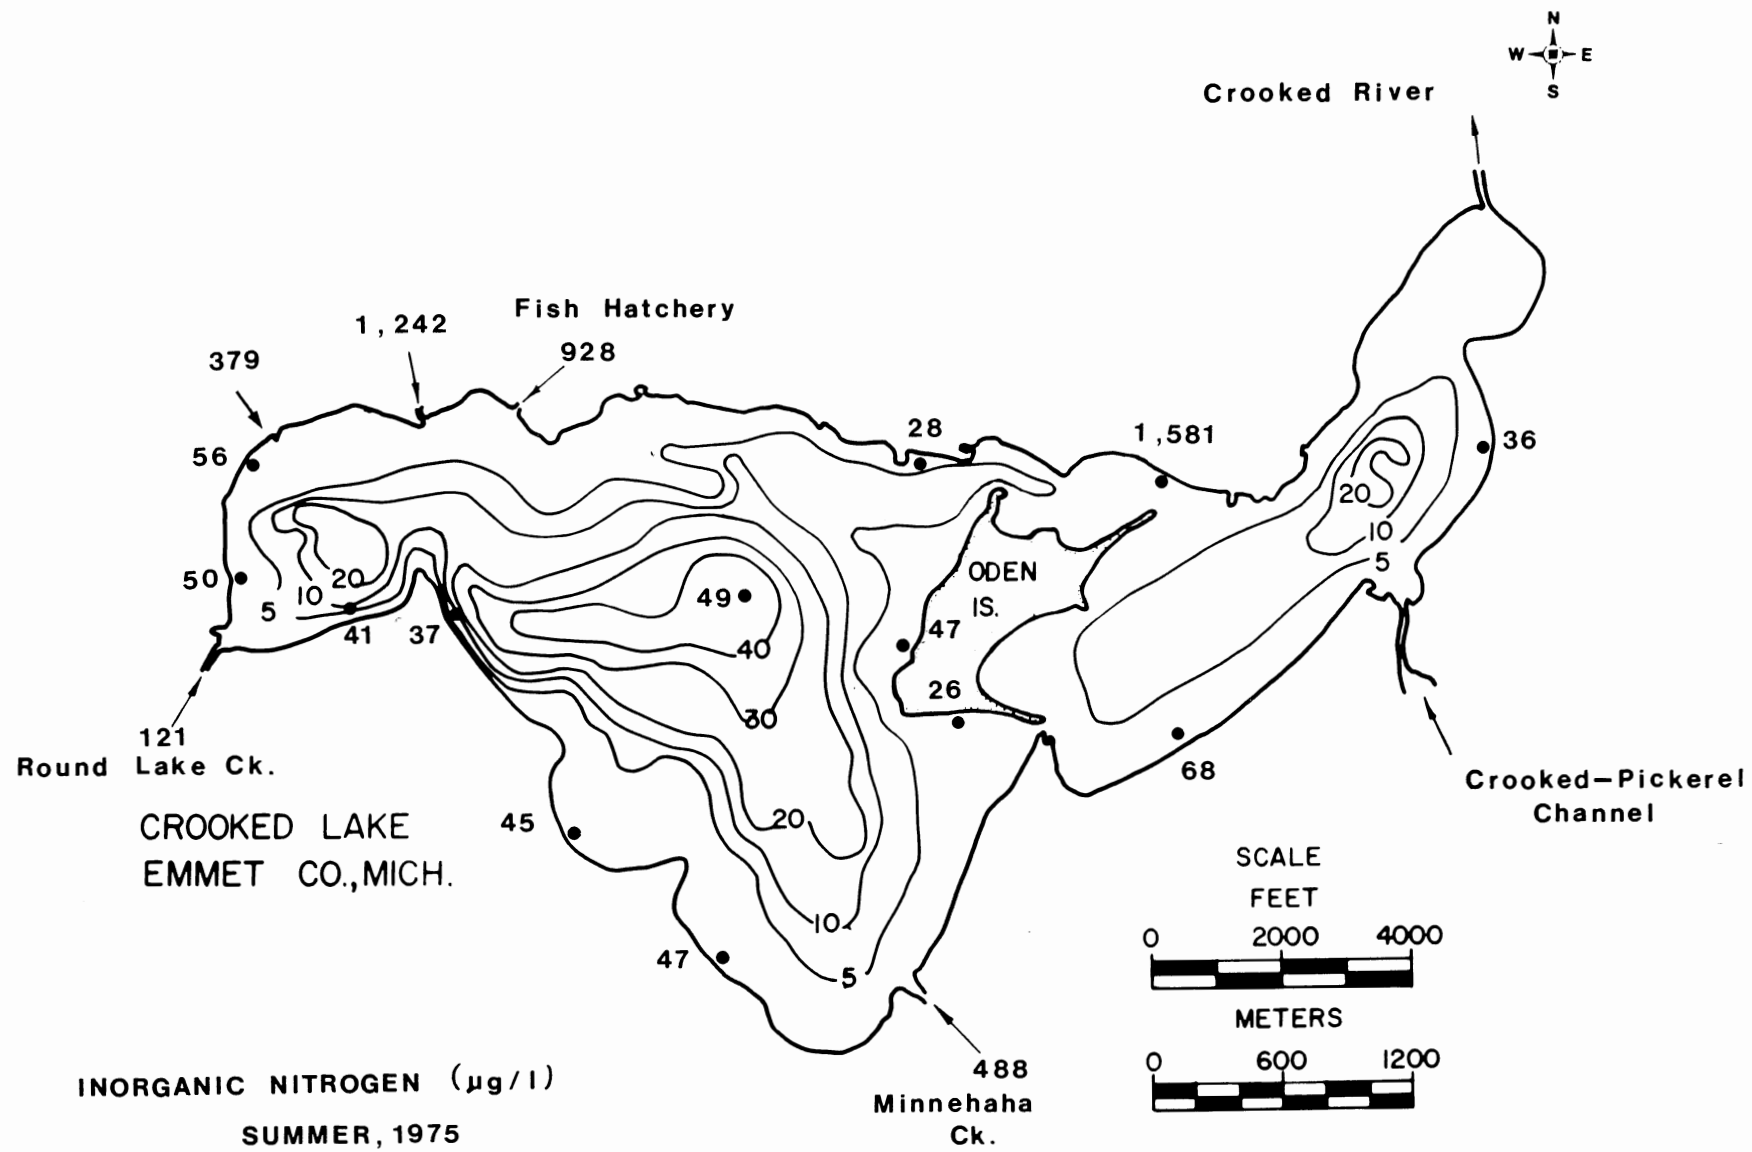 N
W E
S
Crooked River
Fish Hatchery
1,242
928
379
28
1,581
36
56
20
10
5
50
ODEN
IS.
20
10
5
49
47
41
37
40
26
30
121
Round Lake Ck.
68
Crooked-Pickerel
Channel
CROOKED LAKE
EMMET CO., MICH.
45
20
SCALE
FEET
0 2000 4000
10
47
5
METERS
0 600 1200
488
Minnehaha
Ck.
INORGANIC NITROGEN (µg/l)
SUMMER, 1975